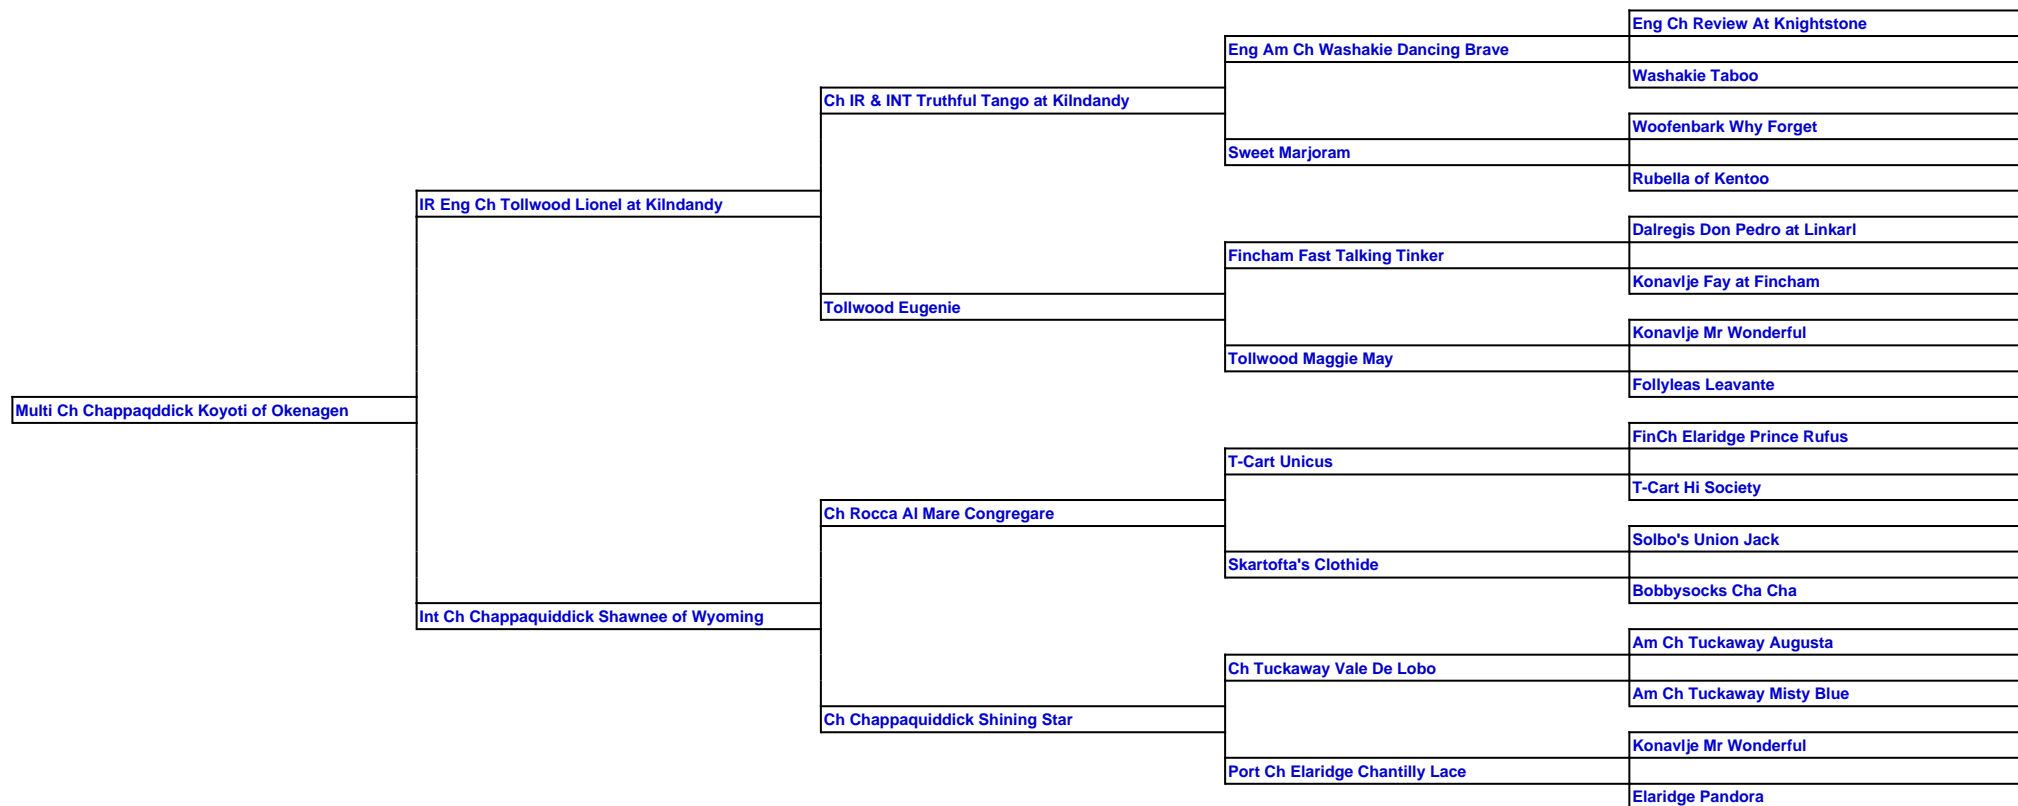 Eng Ch Review At Knightstone
Eng Am Ch Washakie Dancing Brave
Washakie Taboo
Ch IR & INT Truthful Tango at Kilndandy
Woofenbark Why Forget
Sweet Marjoram
Rubella of Kentoo
IR Eng Ch Tollwood Lionel at Kilndandy
Dalregis Don Pedro at Linkarl
Fincham Fast Talking Tinker
Konavlje Fay at Fincham
Tollwood Eugenie
Konavlje Mr Wonderful
Tollwood Maggie May
Follyleas Leavante
Multi Ch Chappaqddick Koyoti of Okenagen
FinCh Elaridge Prince Rufus
T-Cart Unicus
T-Cart Hi Society
Ch Rocca Al Mare Congregare
Solbo's Union Jack
Skartofta's Clothide
Bobbysocks Cha Cha
Int Ch Chappaquiddick Shawnee of Wyoming
Am Ch Tuckaway Augusta
Ch Tuckaway Vale De Lobo
Am Ch Tuckaway Misty Blue
Ch Chappaquiddick Shining Star
Konavlje Mr Wonderful
Port Ch Elaridge Chantilly Lace
Elaridge Pandora